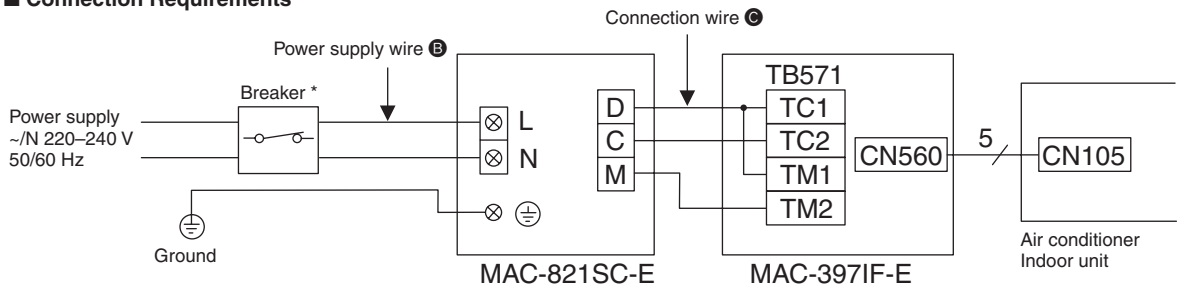 ■ Connection Requirements
Connection wire C
Power supply wire B
Breaker *
Power supply
~/N 220–240 V
50/60 Hz
L
N
Ground
D
C
M
MAC-821SC-E
TB571
TC1
TC2
TM1
TM2
CN560
MAC-397IF-E
5
CN105
Air conditioner
Indoor unit